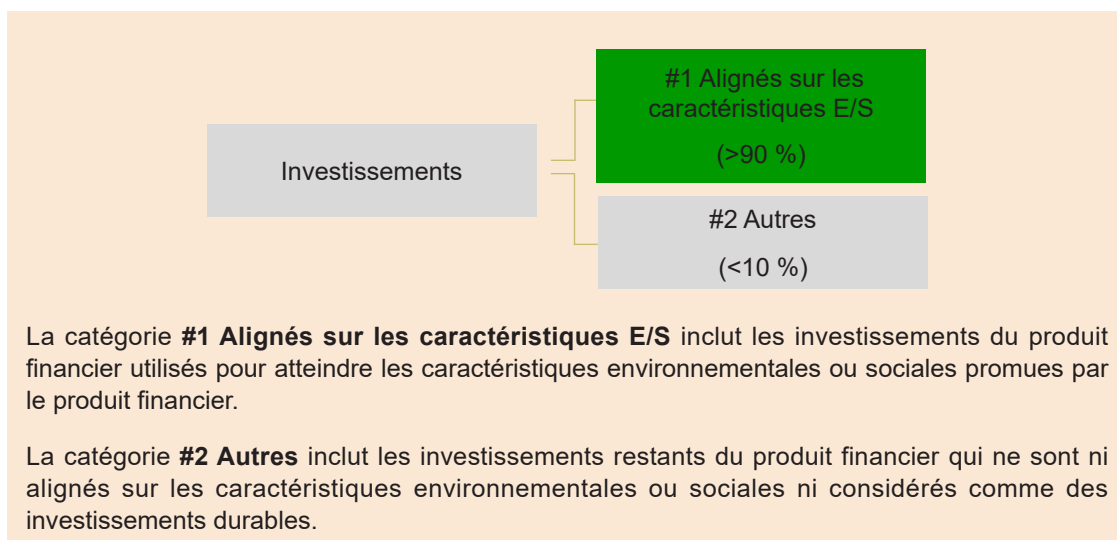 #1 Alignés sur les
caractéristiques E/S
(>90 %)
Investissements
#2 Autres
(<10 %)
La catégorie #1 Alignés sur les caractéristiques E/S inclut les investissements du produit
financier utilisés pour atteindre les caractéristiques environnementales ou sociales promues par
le produit financier.
La catégorie #2 Autres inclut les investissements restants du produit financier qui ne sont ni
alignés sur les caractéristiques environnementales ou sociales ni considérés comme des
investissements durables.